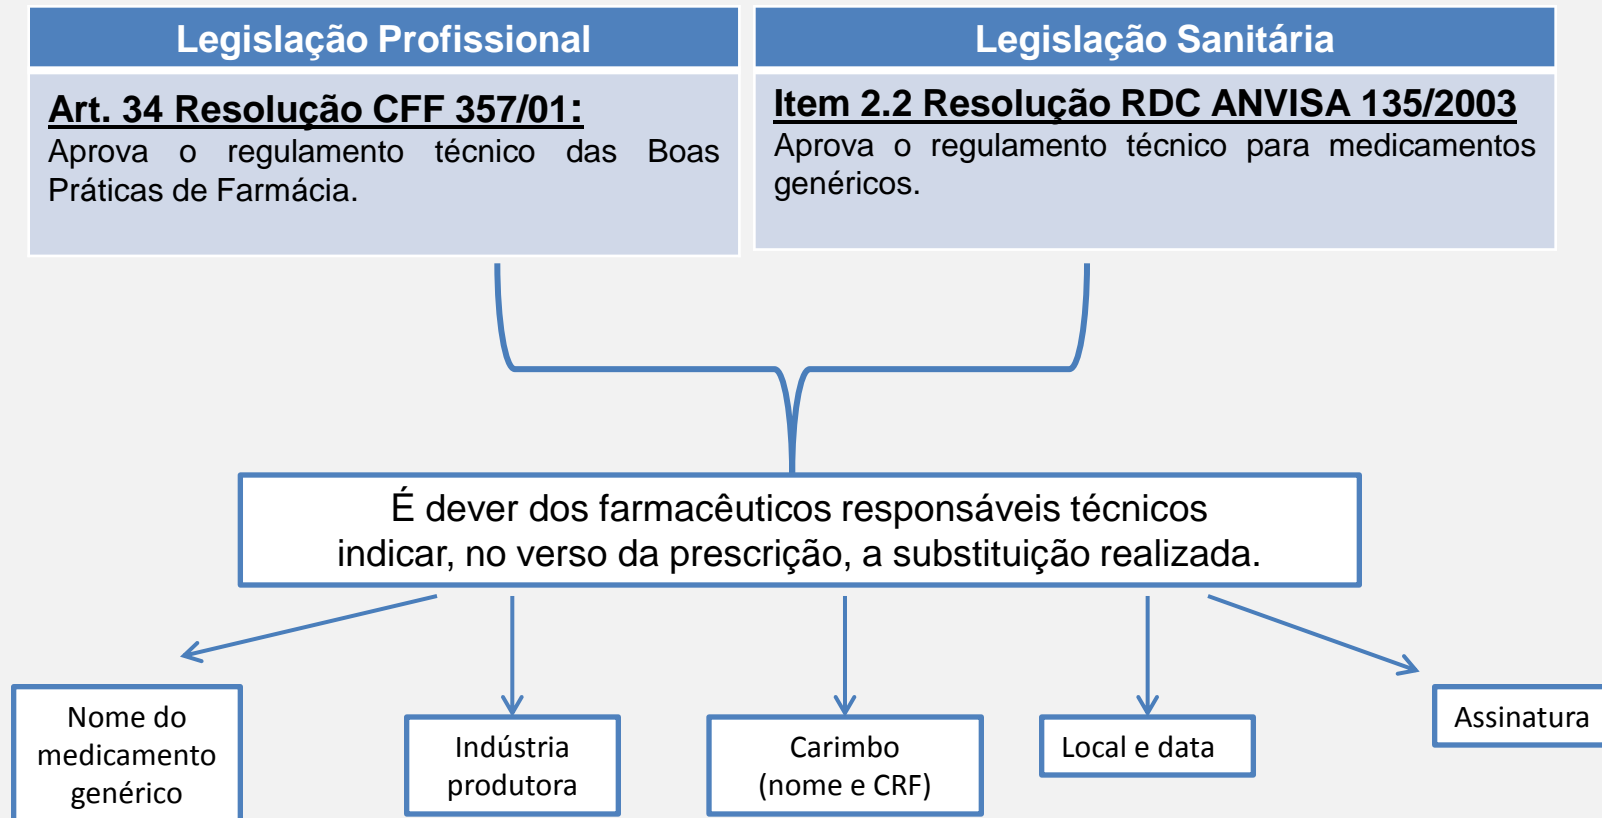 Legislação Profissional
Legislação Sanitária
Art. 34 Resolução CFF 357/01:
Aprova o regulamento técnico das Boas
Práticas de Farmácia.
Item 2.2 Resolução RDC ANVISA 135/2003
Aprova o regulamento técnico para medicamentos
genéricos.
É dever dos farmacêuticos responsáveis técnicos
indicar, no verso da prescrição, a substituição realizada.
Nome do
medicamento
genérico
Indústria
produtora
Carimbo
(nome e CRF)
Local e data
Assinatura